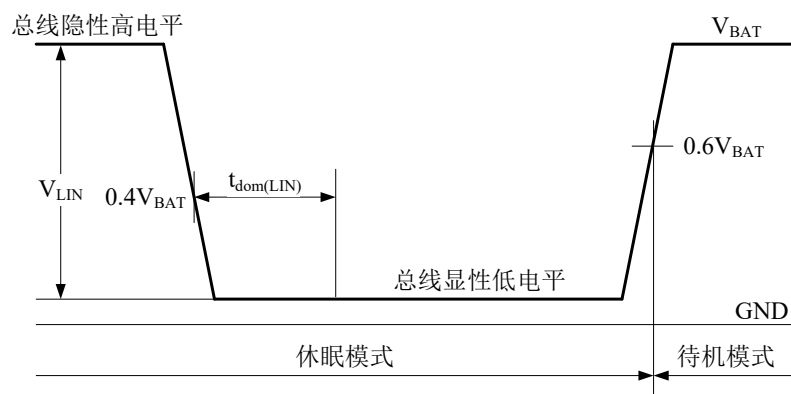 总线隐性高电平
V_BAT
0.6V_BAT
t_dom(LIN)
V_LIN
0.4V_BAT
总线显性低电平
GND
休眠模式
待机模式